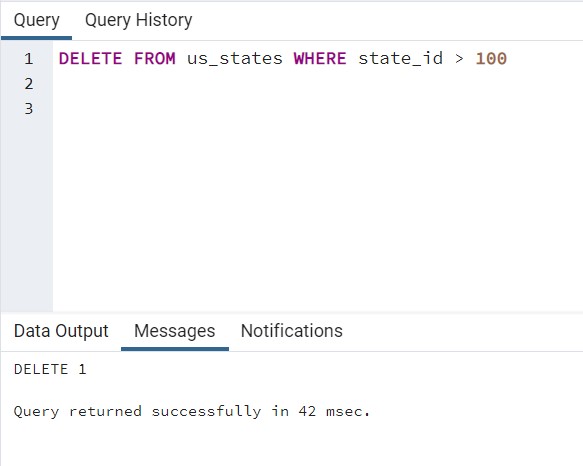 Query Query History
1 DELETE FROM us_states WHERE state_id > 100
2
3
Data Output Messages Notifications
DELETE 1
Query returned successfully in 42 msec.